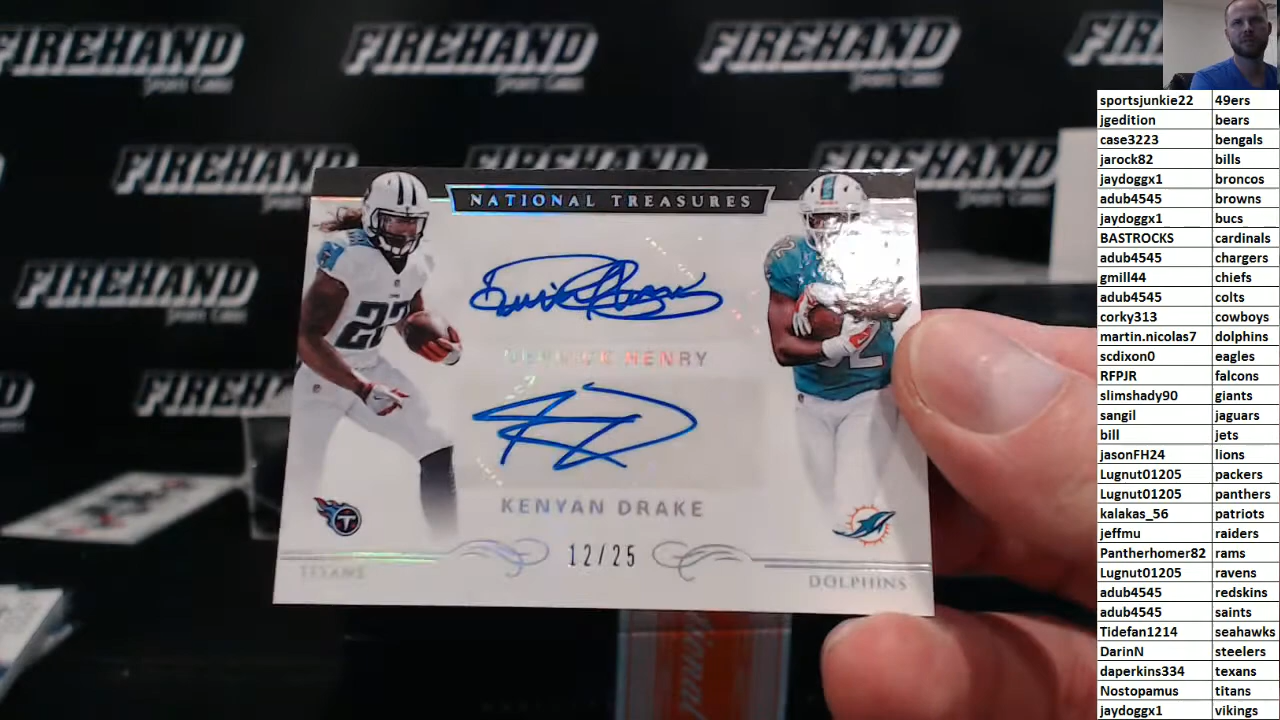 FIREHAND
FIREHAND
FIREHAND
FIREHAND
FIREHAND
FIREHAND
FIREHAND
FIREHAND
NATIONAL TREASURES
HENRY
KENYAN DRAKE
12/25
TITANS
DOLPHINS
22
sportsjunkie22 49ers
jgedition bears
case3223 bengals
jarock82 bills
jaydoggx1 broncos
adub4545 browns
jaydoggx1 bucs
BASTROCKS cardinals
adub4545 chargers
gmill44 chiefs
adub4545 colts
corky313 cowboys
martin.nicolas7 dolphins
scdixon0 eagles
RFPJR falcons
slimshady90 giants
sangil jaguars
bill jets
jasonFH24 lions
Lugnut01205 packers
Lugnut01205 panthers
kalakas_56 patriots
jeffmu raiders
Pantherhomer82 rams
Lugnut01205 ravens
adub4545 redskins
adub4545 saints
Tidefan1214 seahawks
DarinN steelers
daperkins334 texans
Nostopamus titans
jaydoggx1 vikings